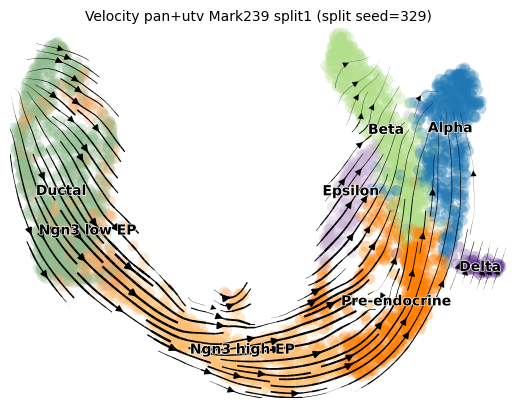 Velocity pan+utv Mark239 split1 (split seed=329)
Beta
Alpha
Ductal
Epsilon
Ngn3 low EP
Delta
Pre-endocrine
Ngn3 high EP